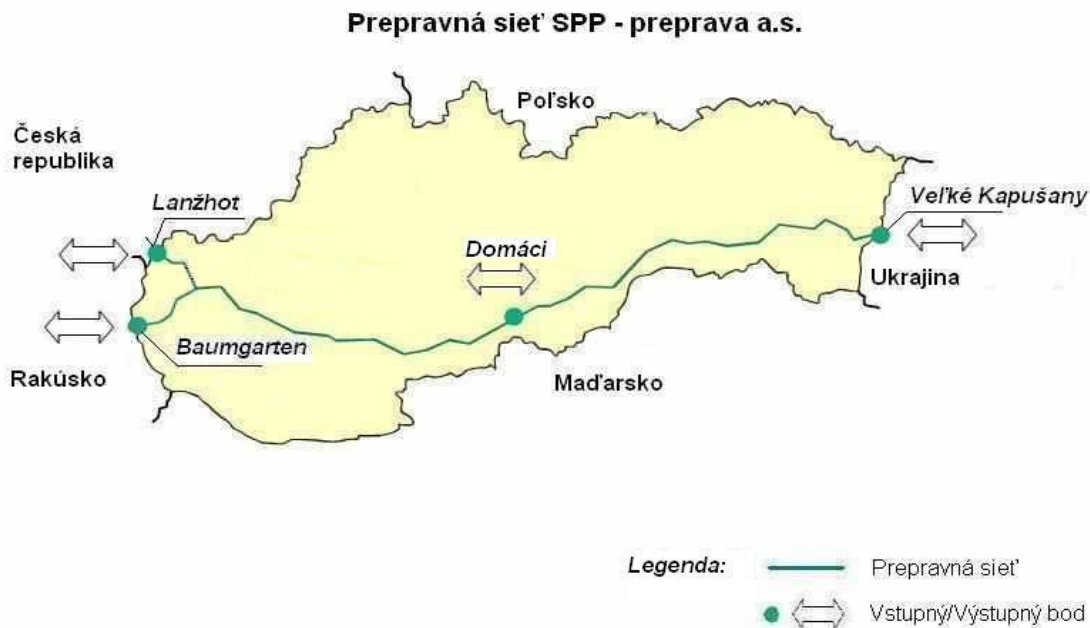 Prepravná sieť SPP - preprava a.s.
Poľsko
Česká
republika
Lanžhot
Veľké Kapušany
Domáci
Ukrajina
Baumgarten
Rakúsko
Maďarsko
Legenda:
Prepravná sieť
Vstupný/Výstupný bod